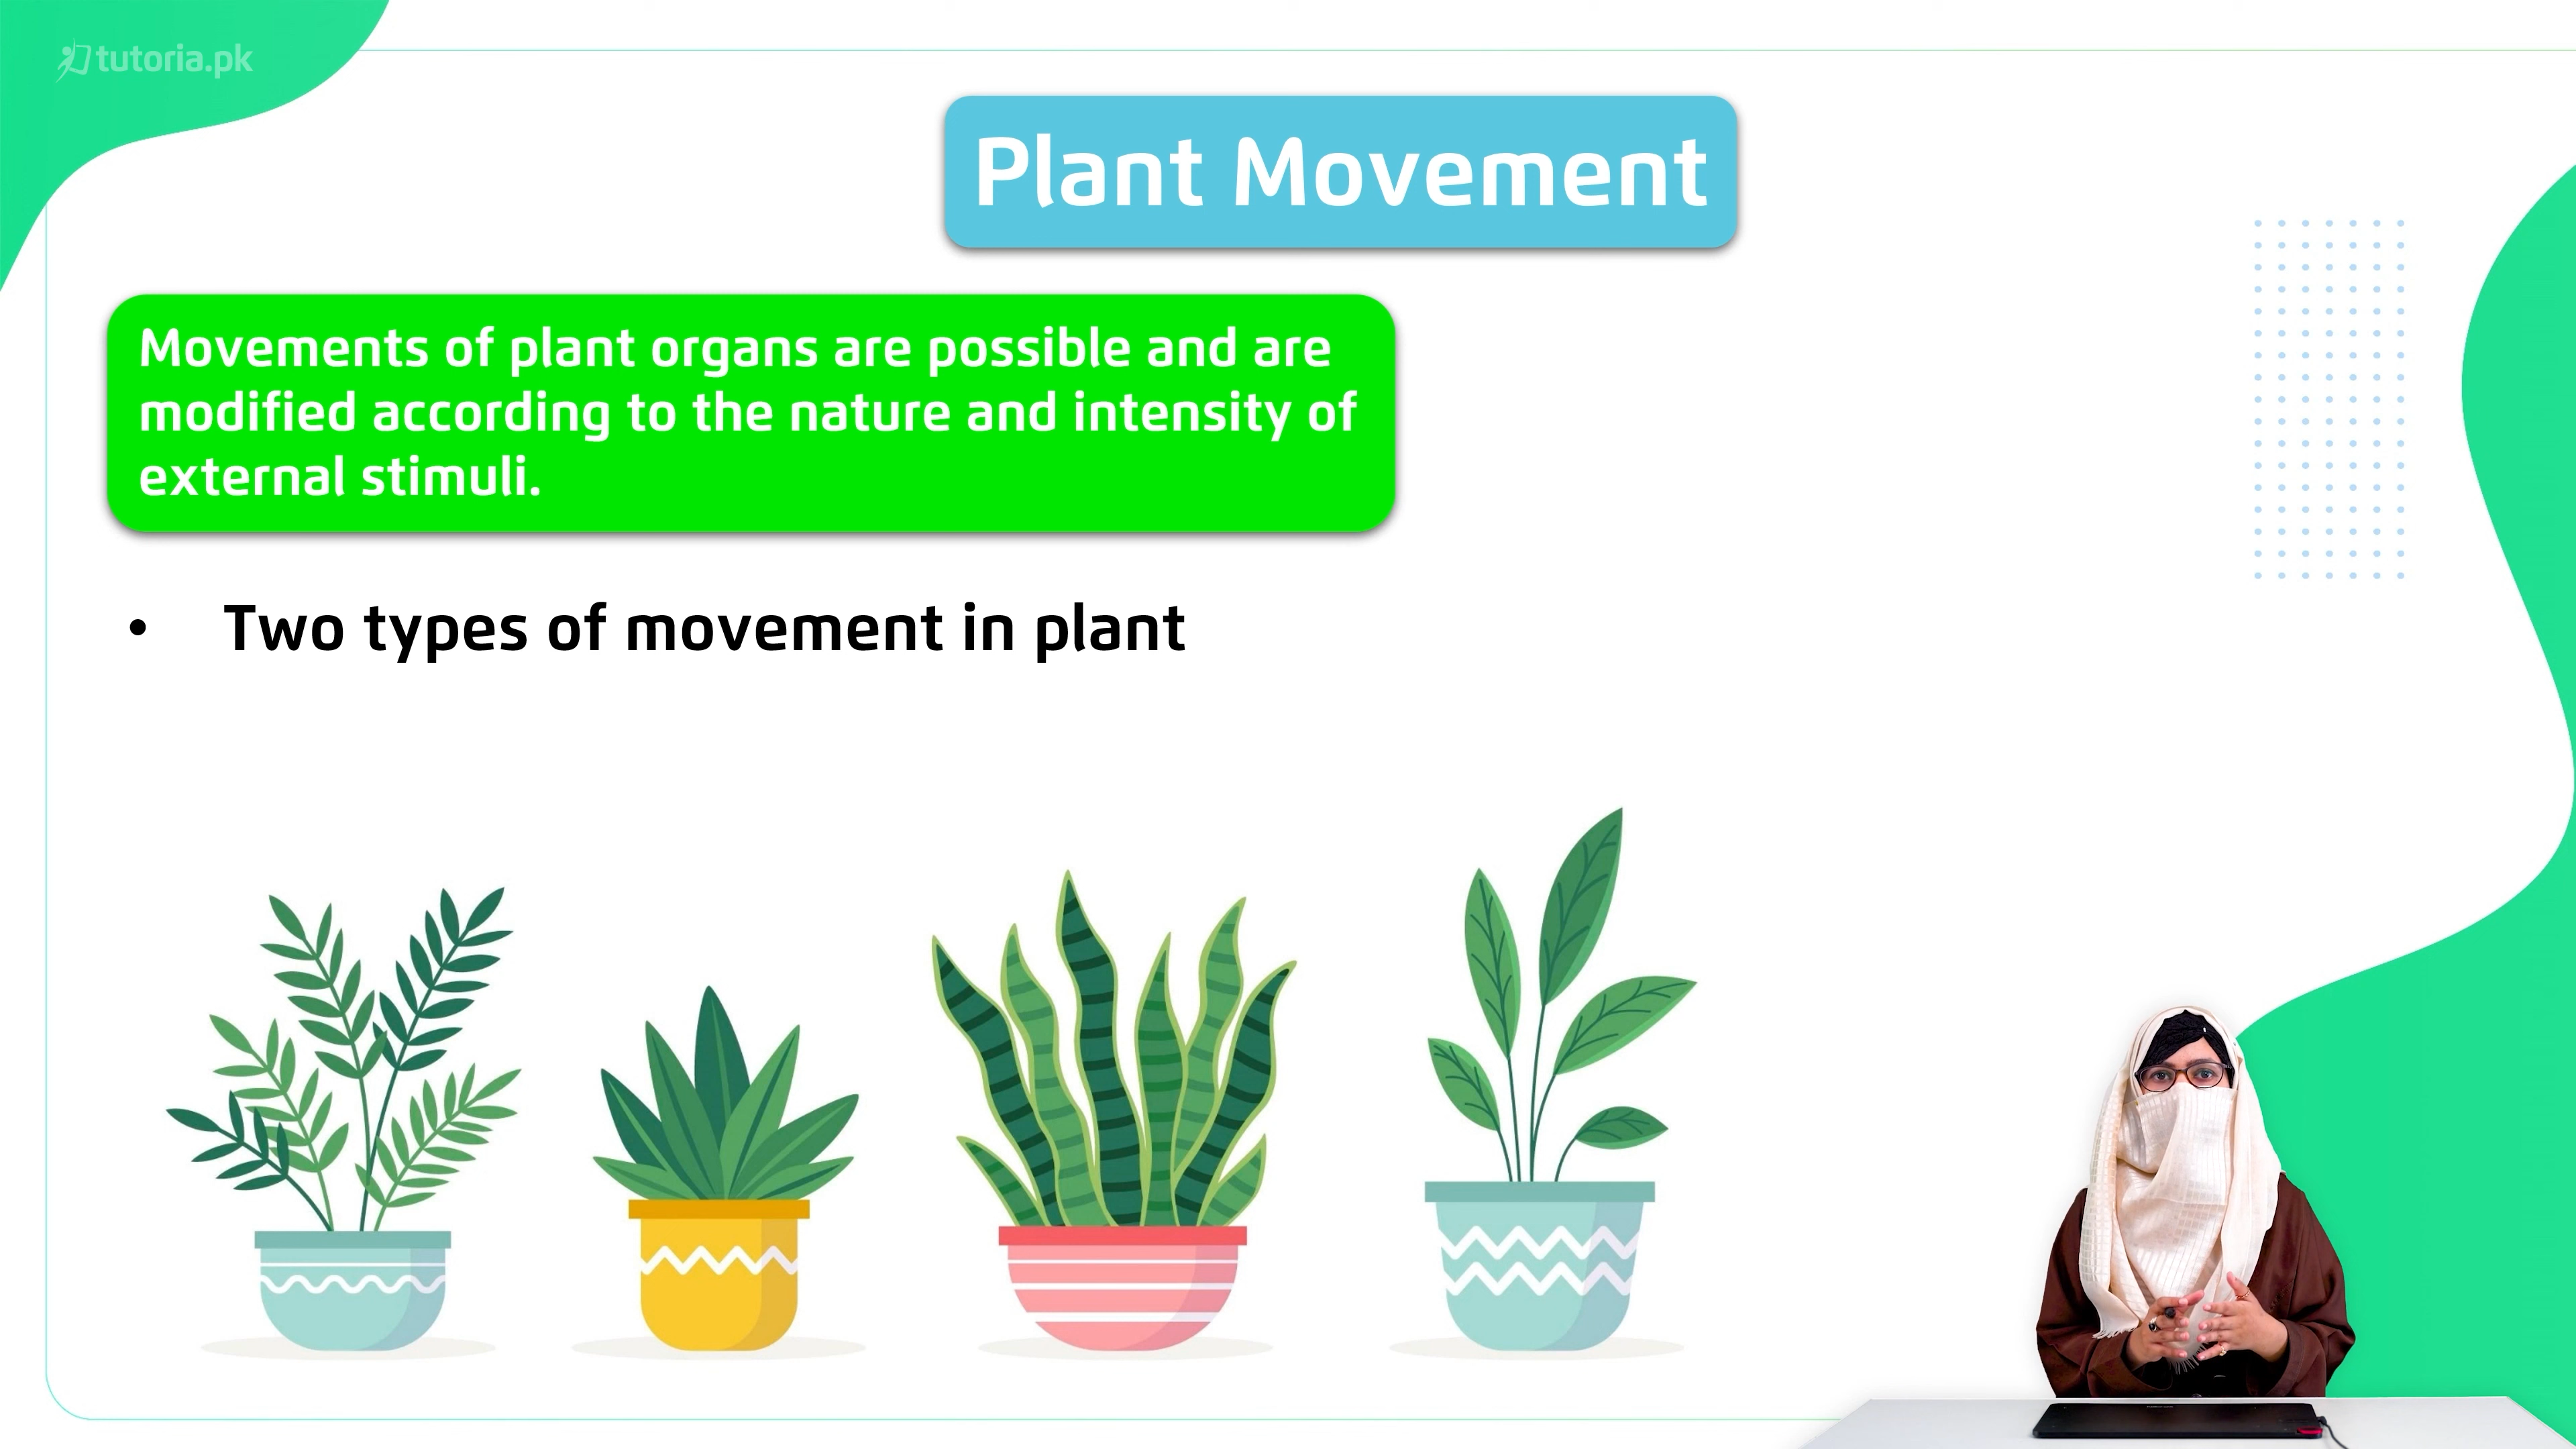 tutoria.pk
Plant Movement
Movements of plant organs are possible and are
modified according to the nature and intensity of
external stimuli.
• Two types of movement in plant